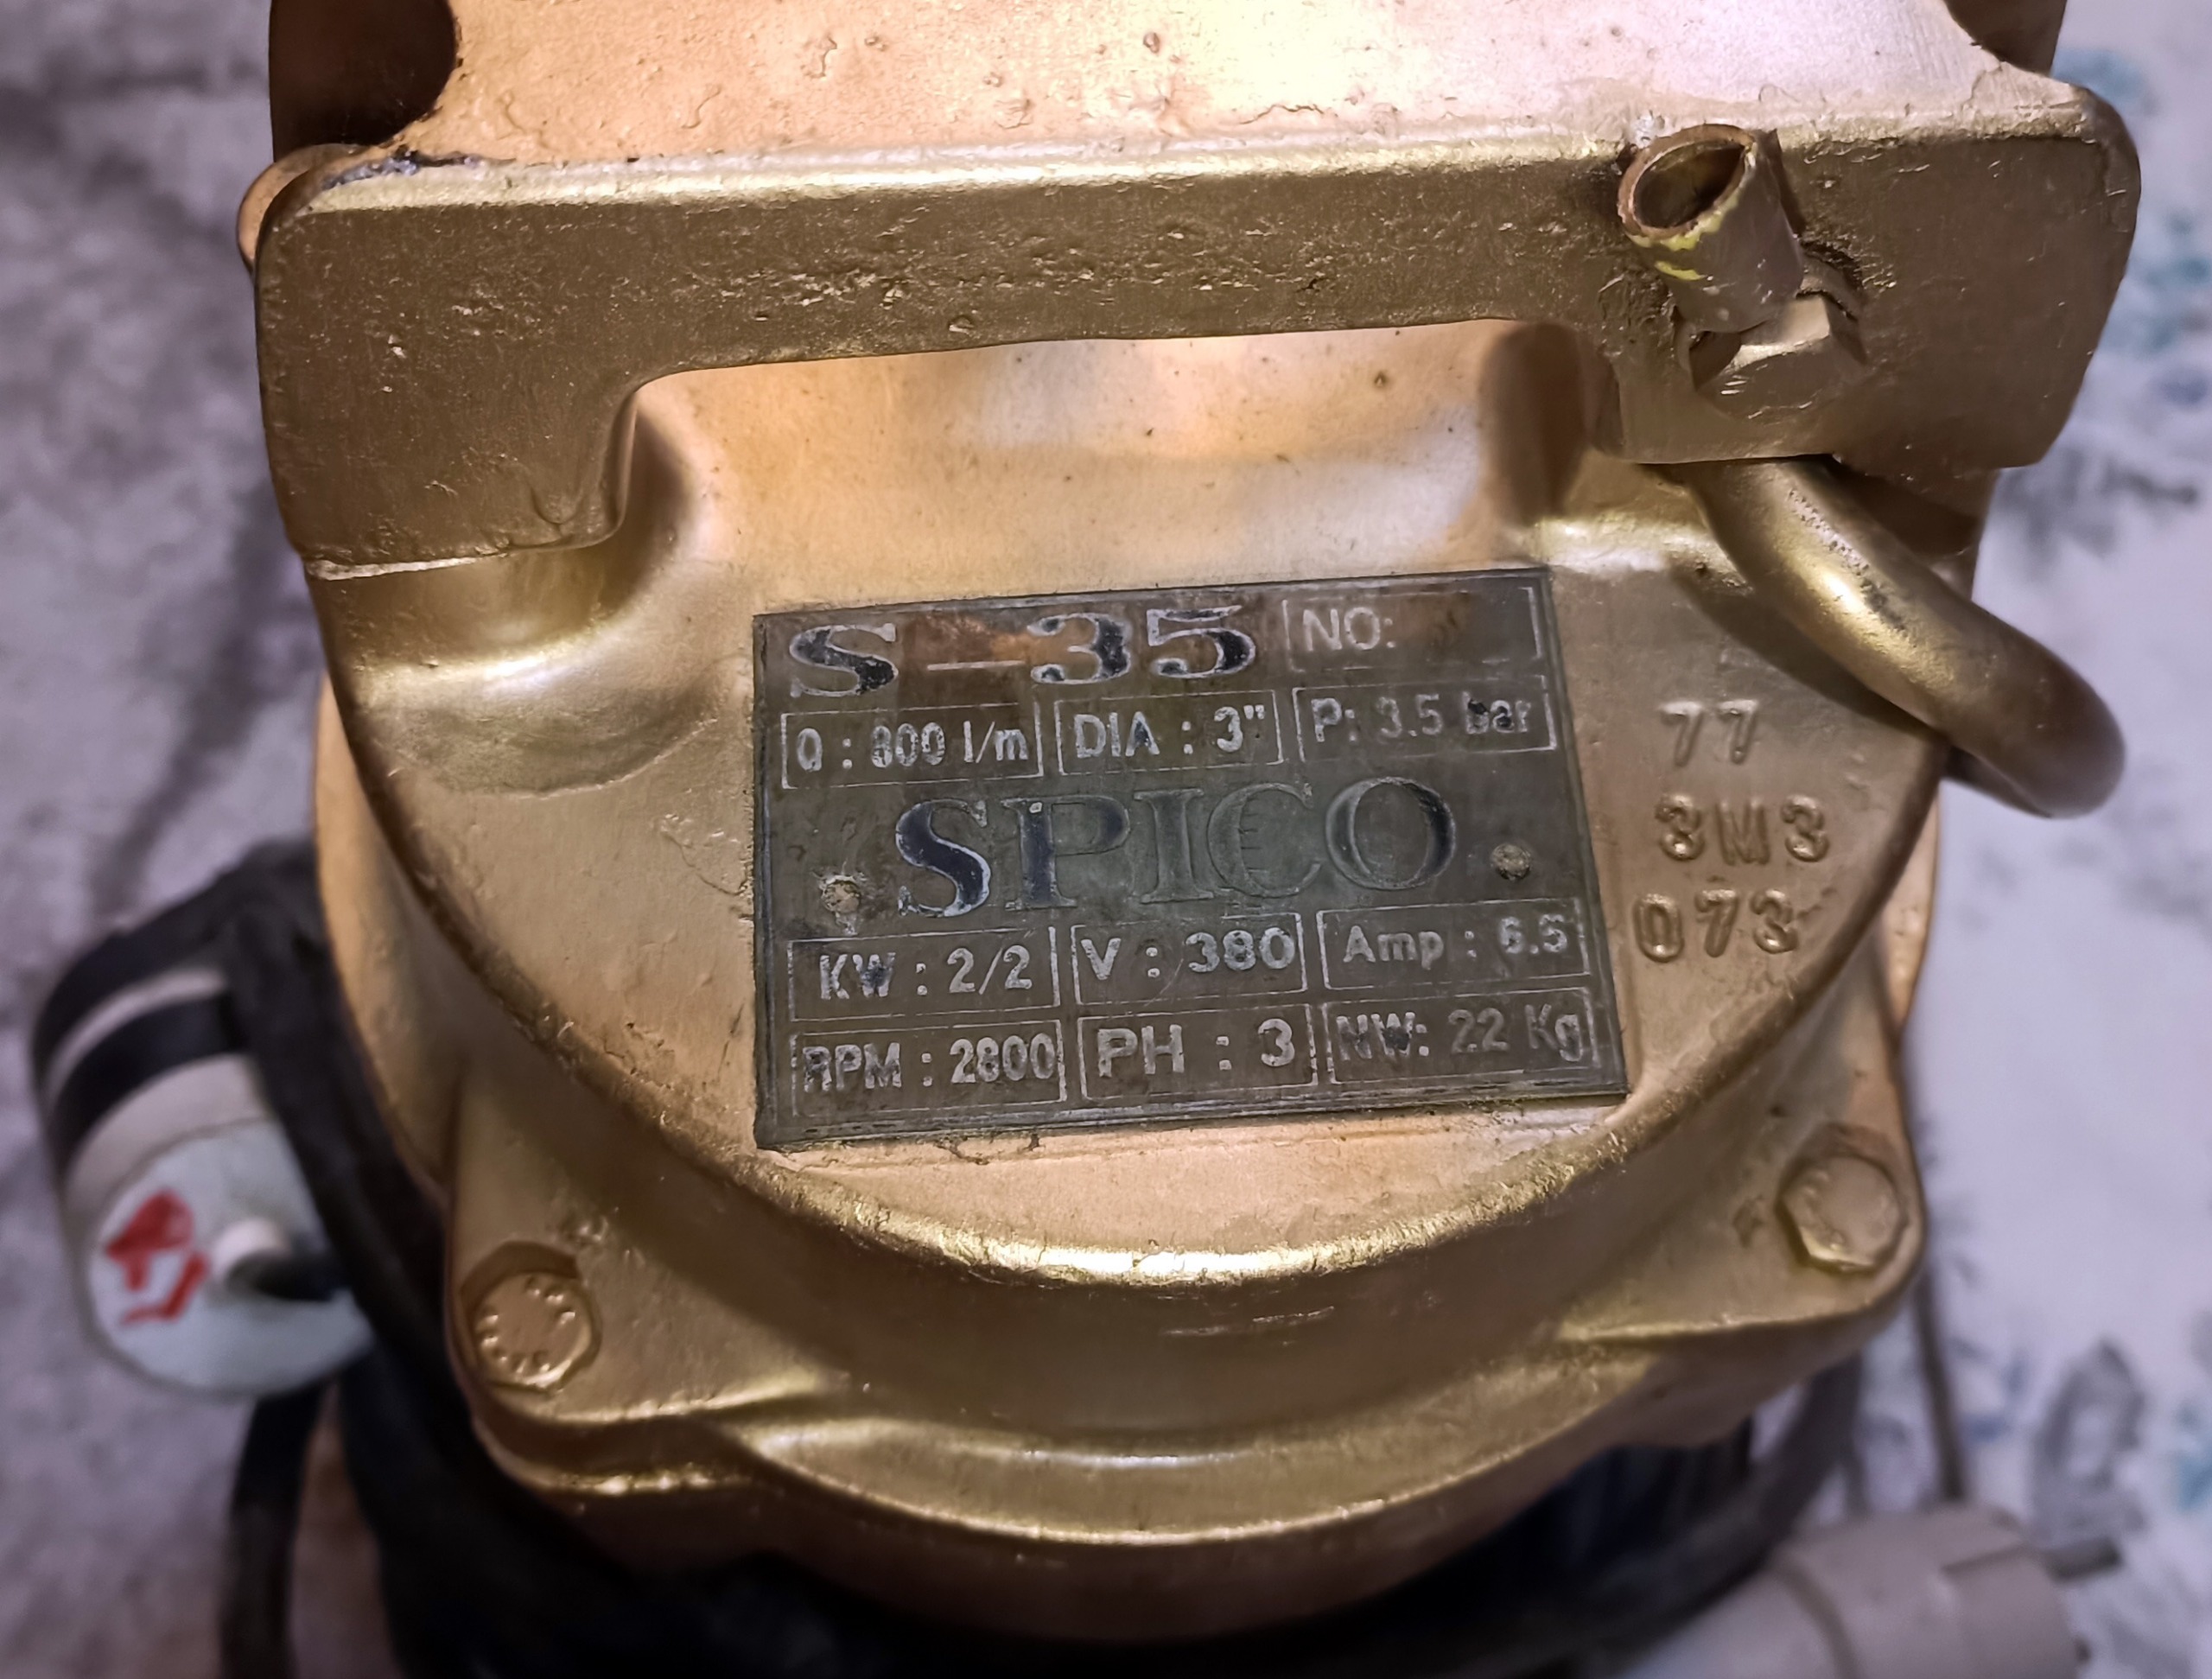 S-35 NO:
Q : 800 l/m DIA : 3" P: 3.5 bar
SPICO
KW : 2/2 V : 380 Amp : 6.5
RPM : 2800 PH : 3 NW: 22 Kg
77
3M3
073